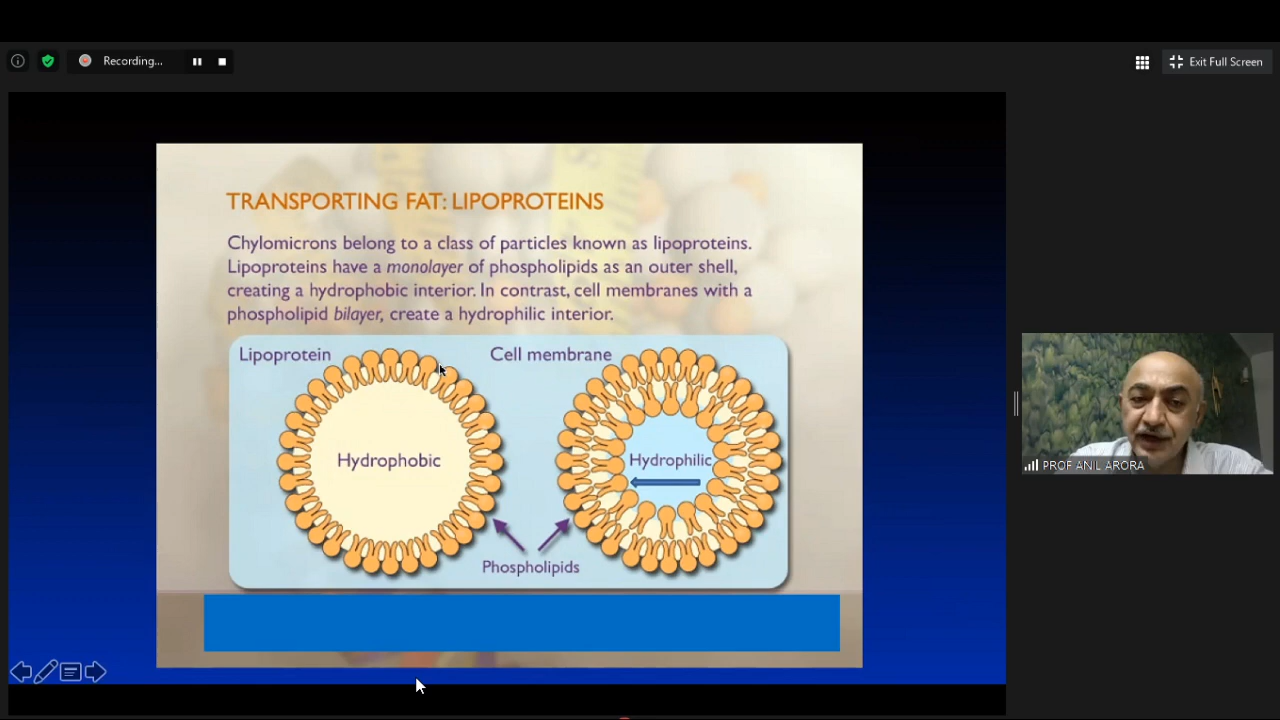 Recording...
Exit Full Screen
TRANSPORTING FAT: LIPOPROTEINS
Chylomicrons belong to a class of particles known as lipoproteins.
Lipoproteins have a monolayer of phospholipids as an outer shell,
creating a hydrophobic interior. In contrast, cell membranes with a
phospholipid bilayer, create a hydrophilic interior.
Lipoprotein
Cell membrane
Hydrophobic
Hydrophilic
Phospholipids
PROF ANIL ARORA